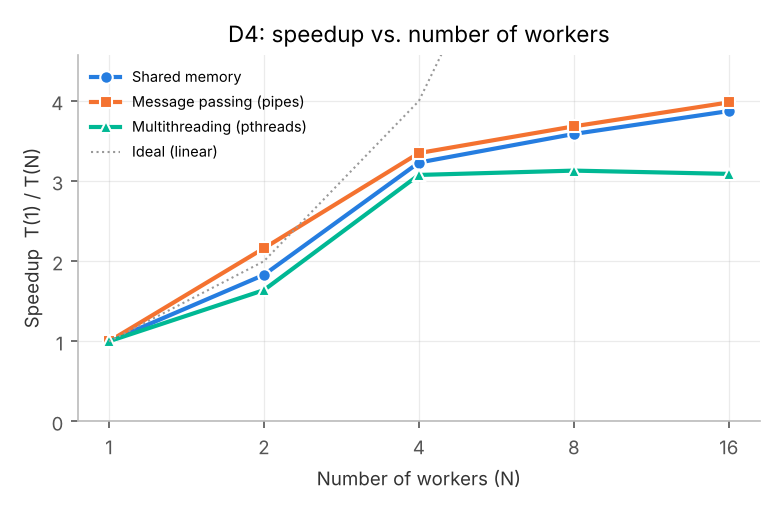 D4: speedup vs. number of workers
Shared memory
Message passing (pipes)
Multithreading (pthreads)
Ideal (linear)
Speedup T(1) / T(N)
4
3
2
1
0
1 2 4 8 16
Number of workers (N)